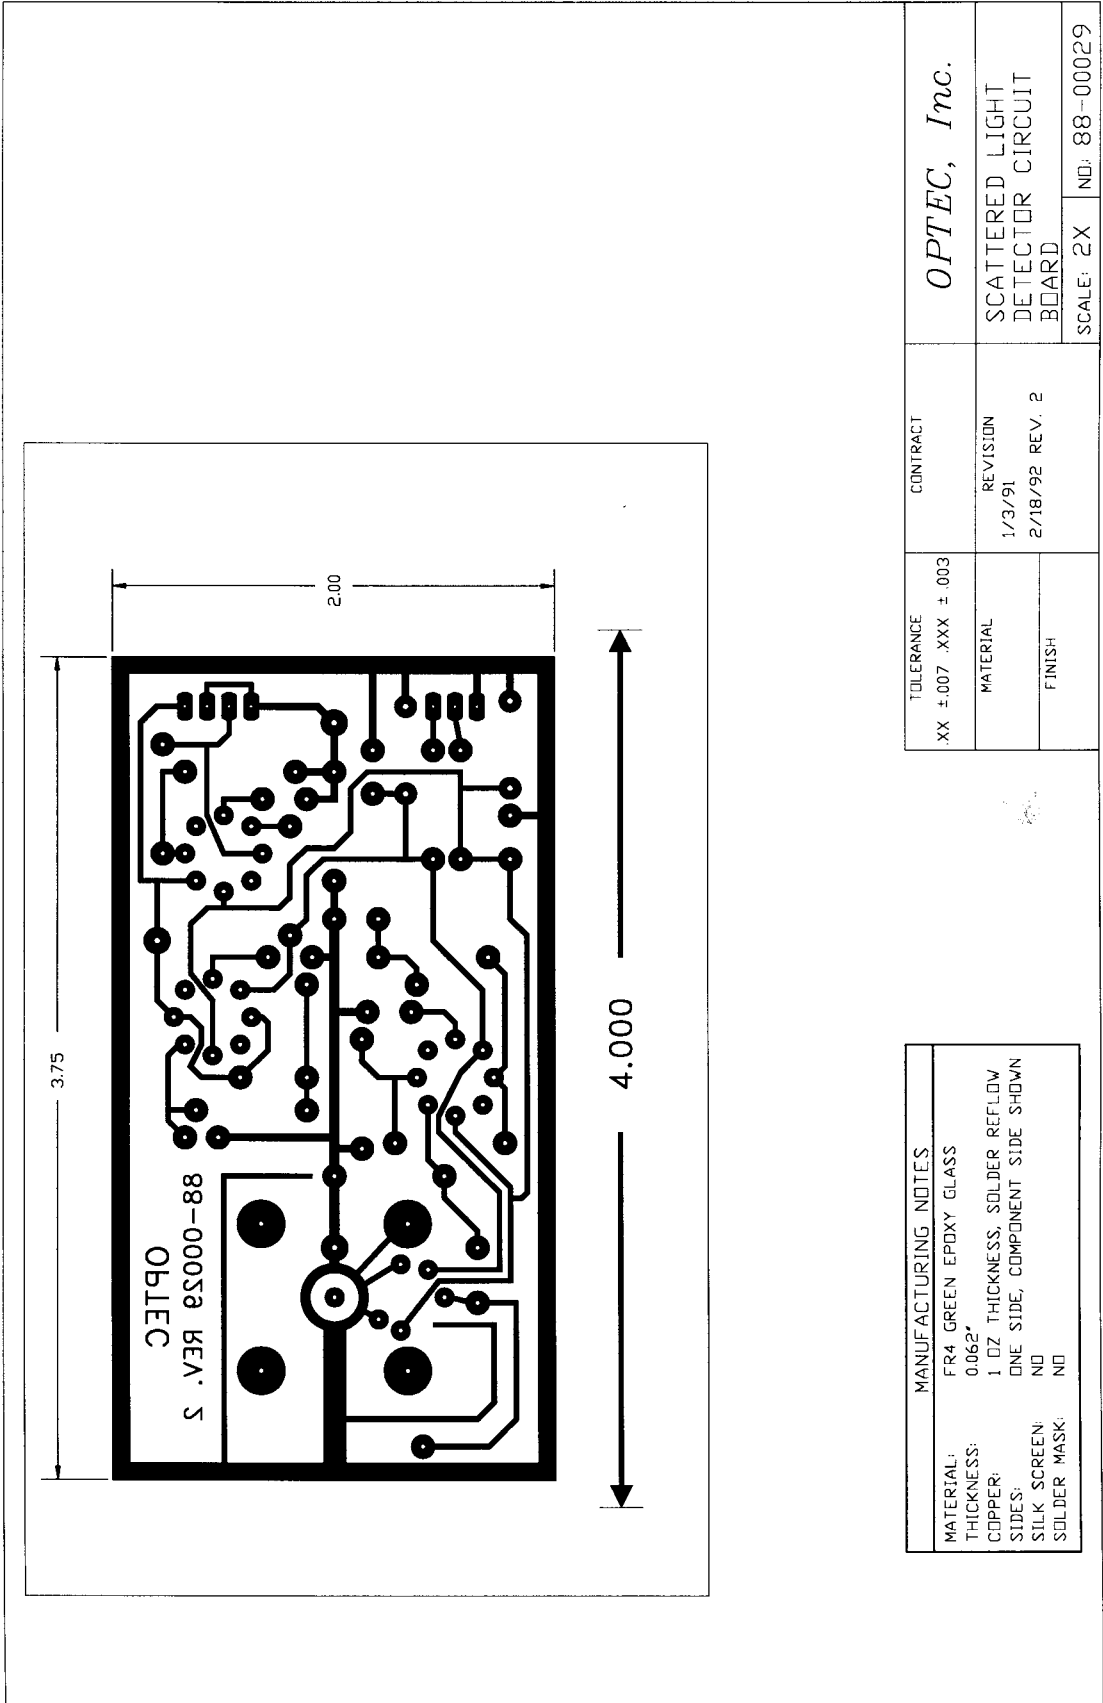 3.75
2.00
4.000
88-00029 REV. 2
OPTEC
MANUFACTURING NOTES
MATERIAL: FR4 GREEN EPOXY GLASS
THICKNESS: 0.062"
COPPER: 1 OZ THICKNESS, SOLDER REFLOW
SIDES: ONE SIDE, COMPONENT SIDE SHOWN
SILK SCREEN: NO
SOLDER MASK: NO
TOLERANCE
.XX ±.007 .XXX ±.003
MATERIAL
FINISH
CONTRACT
REVISION
1/3/91
2/18/92 REV. 2
OPTEC, Inc.
SCATTERED LIGHT
DETECTOR CIRCUIT
BOARD
SCALE: 2X NO: 88-00029